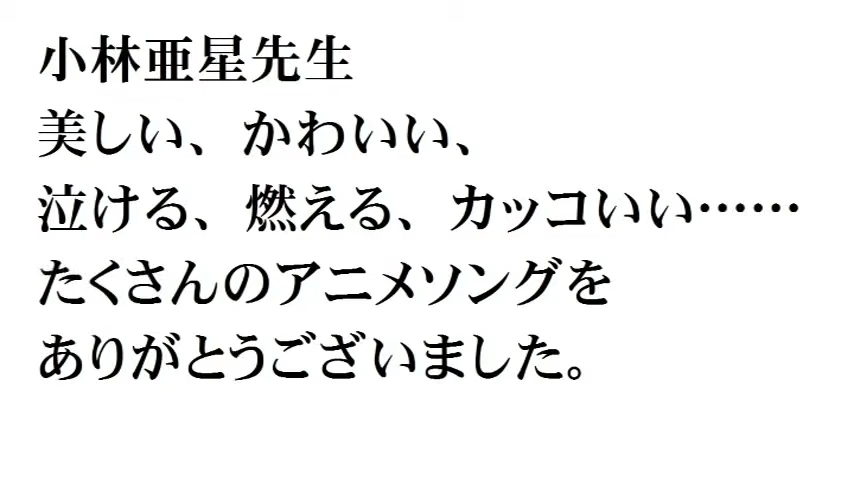 小林亜星先生
美しい、かわいい、
泣ける、燃える、カッコいい……
たくさんのアニメソングを
ありがとうございました。